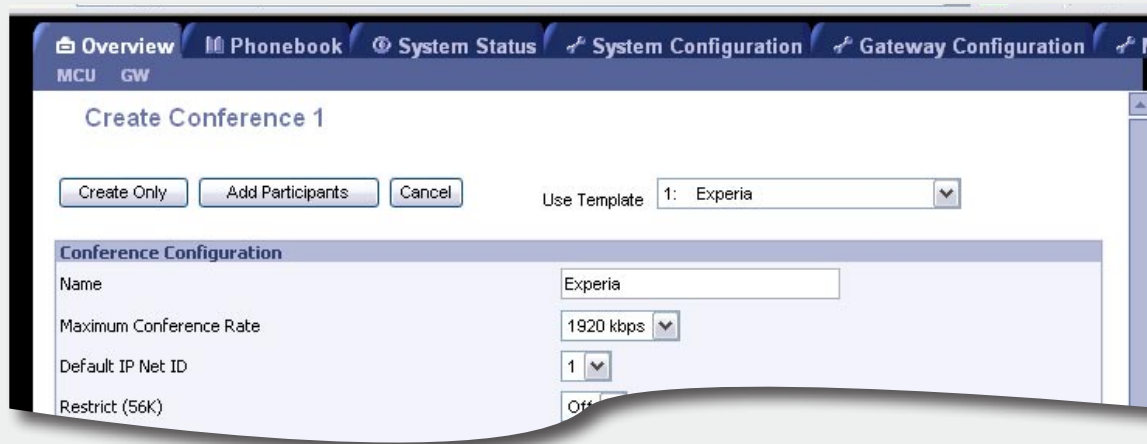 Overview Phonebook System Status System Configuration Gateway Configuration
MCU GW
Create Conference 1
Create Only Add Participants Cancel Use Template 1: Experia
Conference Configuration
Name Experia
Maximum Conference Rate 1920 kbps
Default IP Net ID 1
Restrict (56K) Off